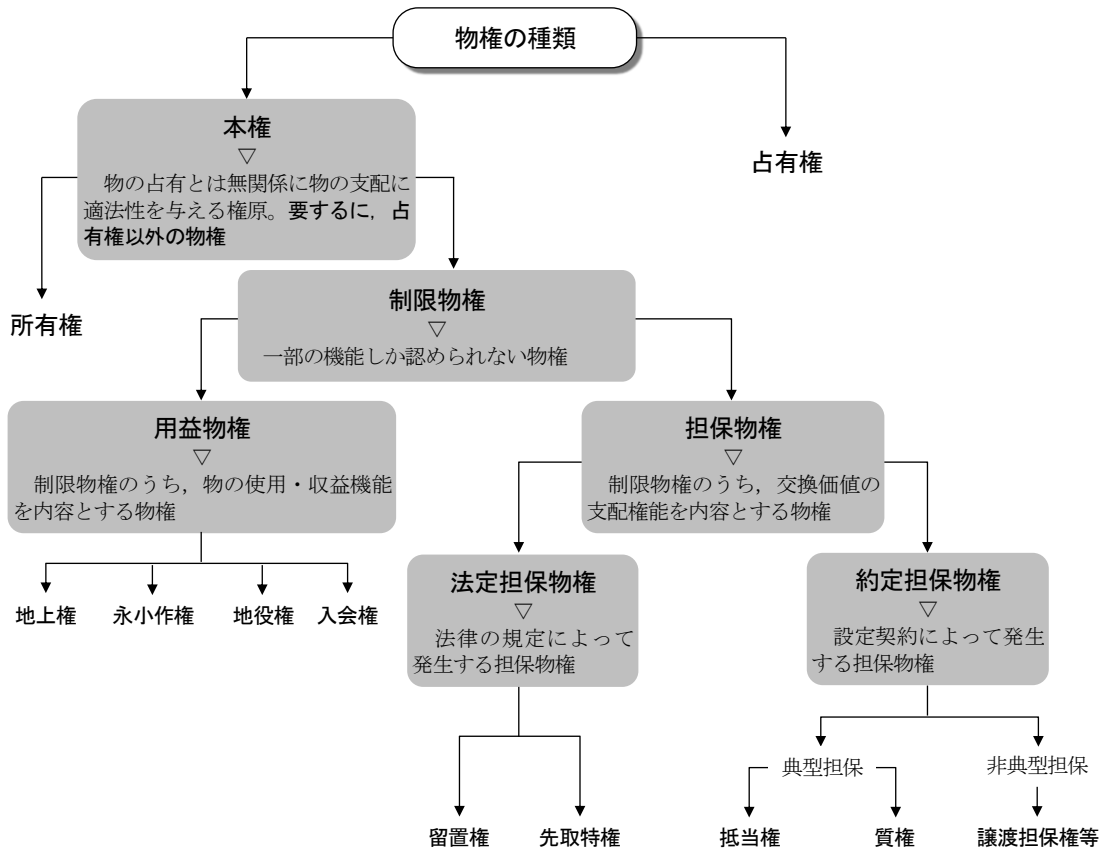 物権の種類
本権
▽
物の占有とは無関係に物の支配に
適法性を与える権原。要するに，占
有権以外の物権
占有権
所有権
制限物権
▽
一部の機能しか認められない物権
用益物権
▽
制限物権のうち，物の使用・収益機能
を内容とする物権
担保物権
▽
制限物権のうち，交換価値の
支配権能を内容とする物権
地上権
永小作権
地役権
入会権
法定担保物権
▽
法律の規定によって
発生する担保物権
約定担保物権
▽
設定契約によって発生
する担保物権
典型担保
非典型担保
留置権
先取特権
抵当権
質権
譲渡担保権等